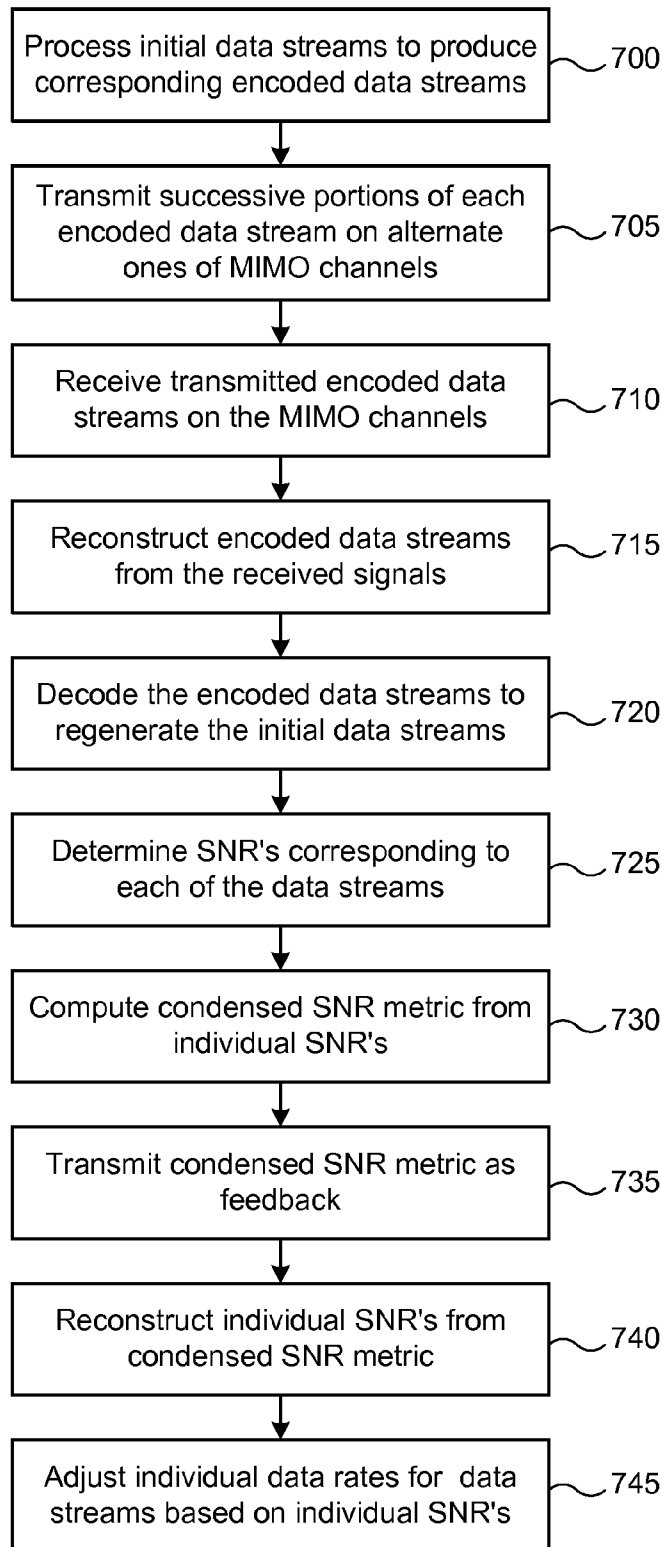 Process initial data streams to produce
corresponding encoded data streams
700
Transmit successive portions of each
encoded data stream on alternate
ones of MIMO channels
705
Receive transmitted encoded data
streams on the MIMO channels
710
Reconstruct encoded data streams
from the received signals
715
Decode the encoded data streams to
regenerate the initial data streams
720
Determine SNR's corresponding to
each of the data streams
725
Compute condensed SNR metric from
individual SNR's
730
Transmit condensed SNR metric as
feedback
735
Reconstruct individual SNR's from
condensed SNR metric
740
Adjust individual data rates for data
streams based on individual SNR's
745